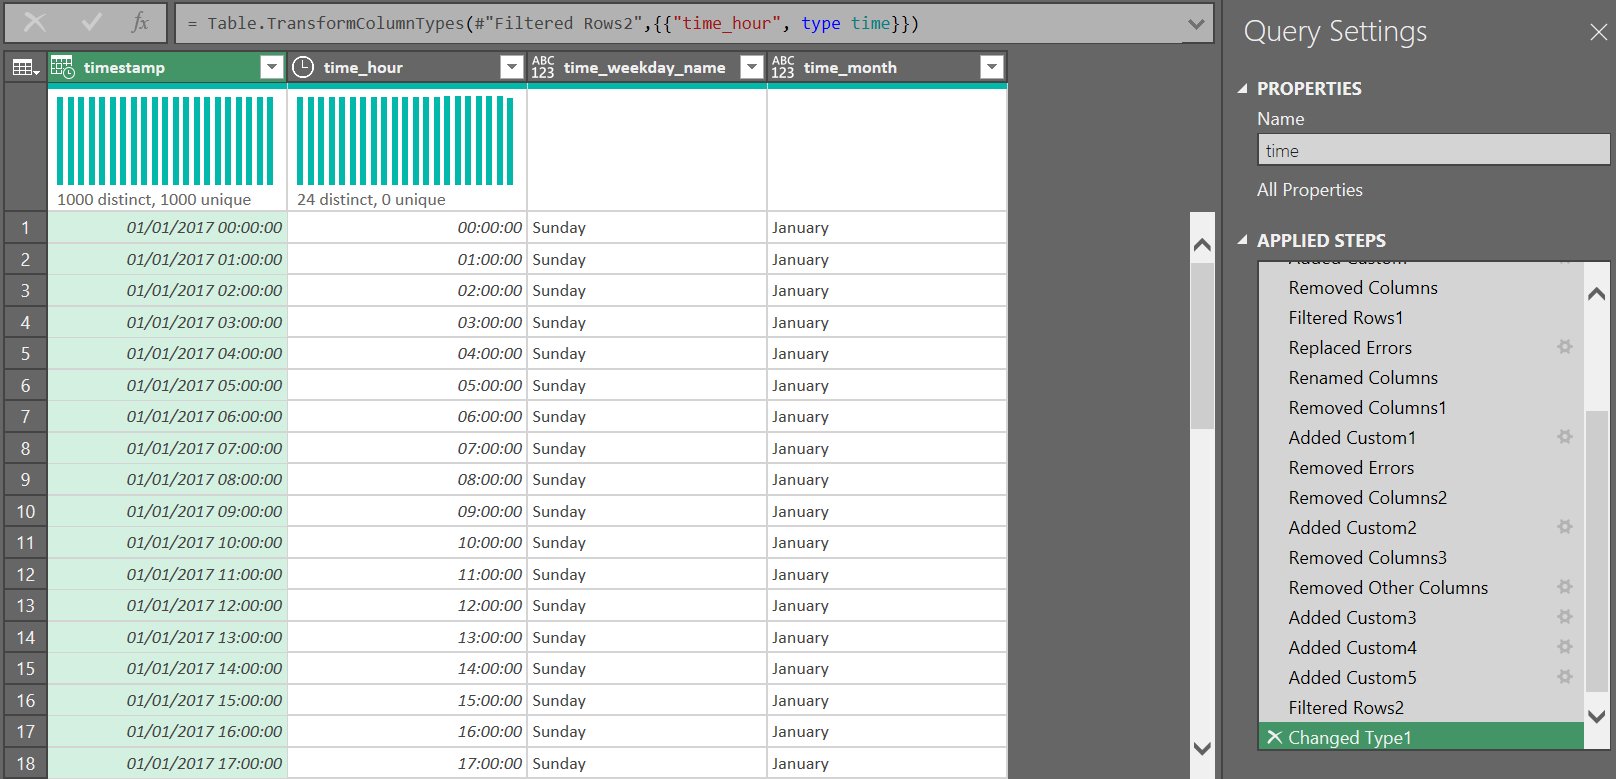 fx = Table.TransformColumnTypes(#"Filtered Rows2",{{"time_hour", type time}})
timestamp time_hour ABC 123 time_weekday_name ABC 123 time_month
1000 distinct, 1000 unique 24 distinct, 0 unique
1 01/01/2017 00:00:00 00:00:00 Sunday January
2 01/01/2017 01:00:00 01:00:00 Sunday January
3 01/01/2017 02:00:00 02:00:00 Sunday January
4 01/01/2017 03:00:00 03:00:00 Sunday January
5 01/01/2017 04:00:00 04:00:00 Sunday January
6 01/01/2017 05:00:00 05:00:00 Sunday January
7 01/01/2017 06:00:00 06:00:00 Sunday January
8 01/01/2017 07:00:00 07:00:00 Sunday January
9 01/01/2017 08:00:00 08:00:00 Sunday January
10 01/01/2017 09:00:00 09:00:00 Sunday January
11 01/01/2017 10:00:00 10:00:00 Sunday January
12 01/01/2017 11:00:00 11:00:00 Sunday January
13 01/01/2017 12:00:00 12:00:00 Sunday January
14 01/01/2017 13:00:00 13:00:00 Sunday January
15 01/01/2017 14:00:00 14:00:00 Sunday January
16 01/01/2017 15:00:00 15:00:00 Sunday January
17 01/01/2017 16:00:00 16:00:00 Sunday January
18 01/01/2017 17:00:00 17:00:00 Sunday January
Query Settings
PROPERTIES
Name
time
All Properties
APPLIED STEPS
Removed Columns
Filtered Rows1
Replaced Errors
Renamed Columns
Removed Columns1
Added Custom1
Removed Errors
Removed Columns2
Added Custom2
Removed Columns3
Removed Other Columns
Added Custom3
Added Custom4
Added Custom5
Filtered Rows2
Changed Type1